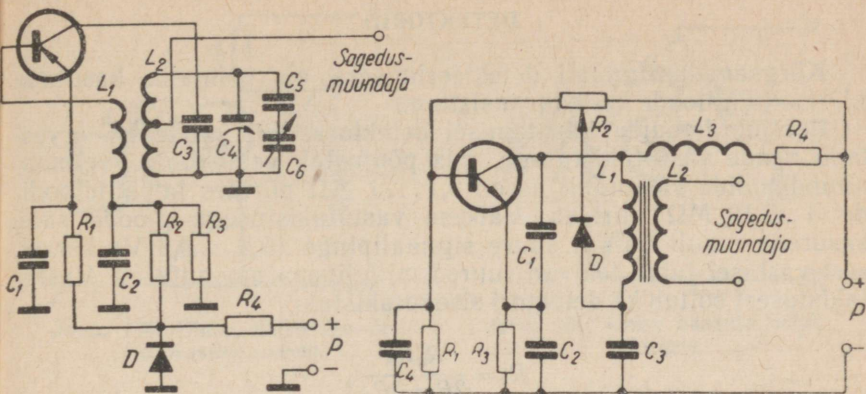 L₁
L₂
Sagedus-
muundaja
C₅
C₃
C₄
C₆
R₁
R₂
R₃
C₁
C₂
R₄
D
+
P
-
R₂
L₃
R₄
L₁
L₂
C₁
D
Sagedus-
muundaja
+
P
-
C₄
R₁
R₃
C₂
C₃